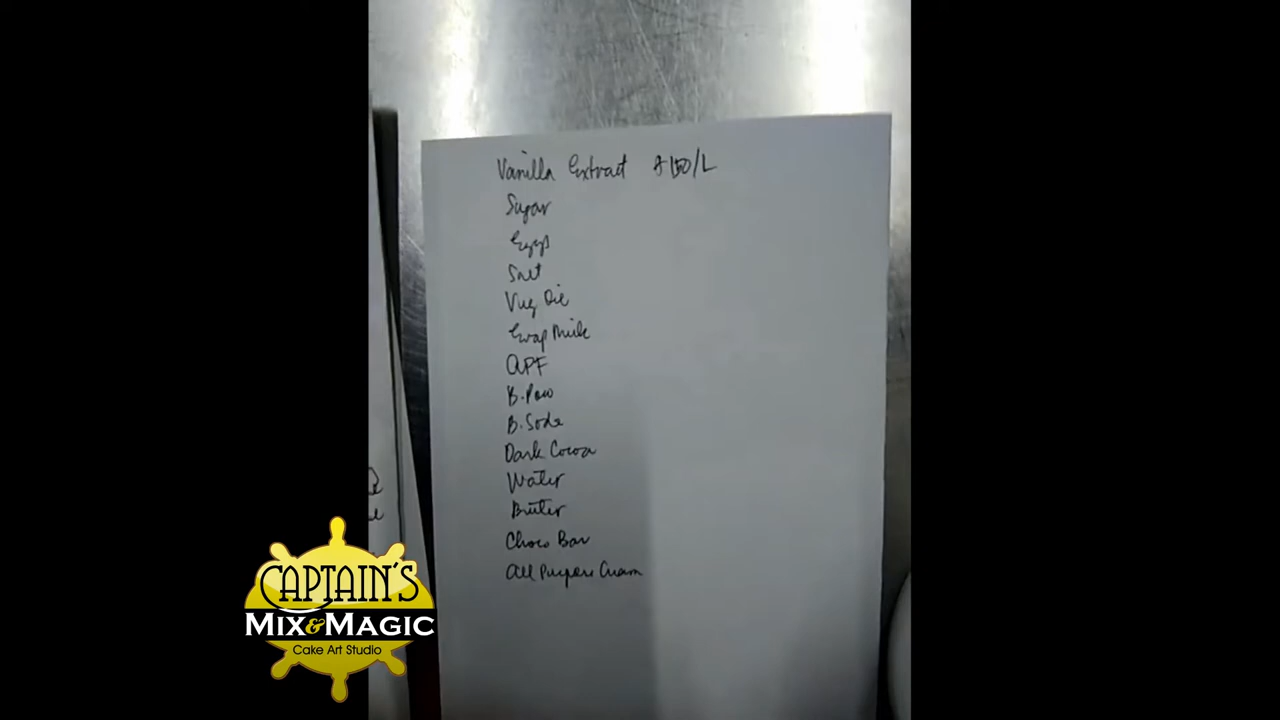 Vanilla Extract ₱150/L
Sugar
Eggs
Salt
Veg Oil
Evap Milk
APF
B.Pow
B.Soda
Dark Cocoa
Water
Butter
Choco Bar
All Purpose Cream
CAPTAIN'S
MIX & MAGIC
Cake Art Studio